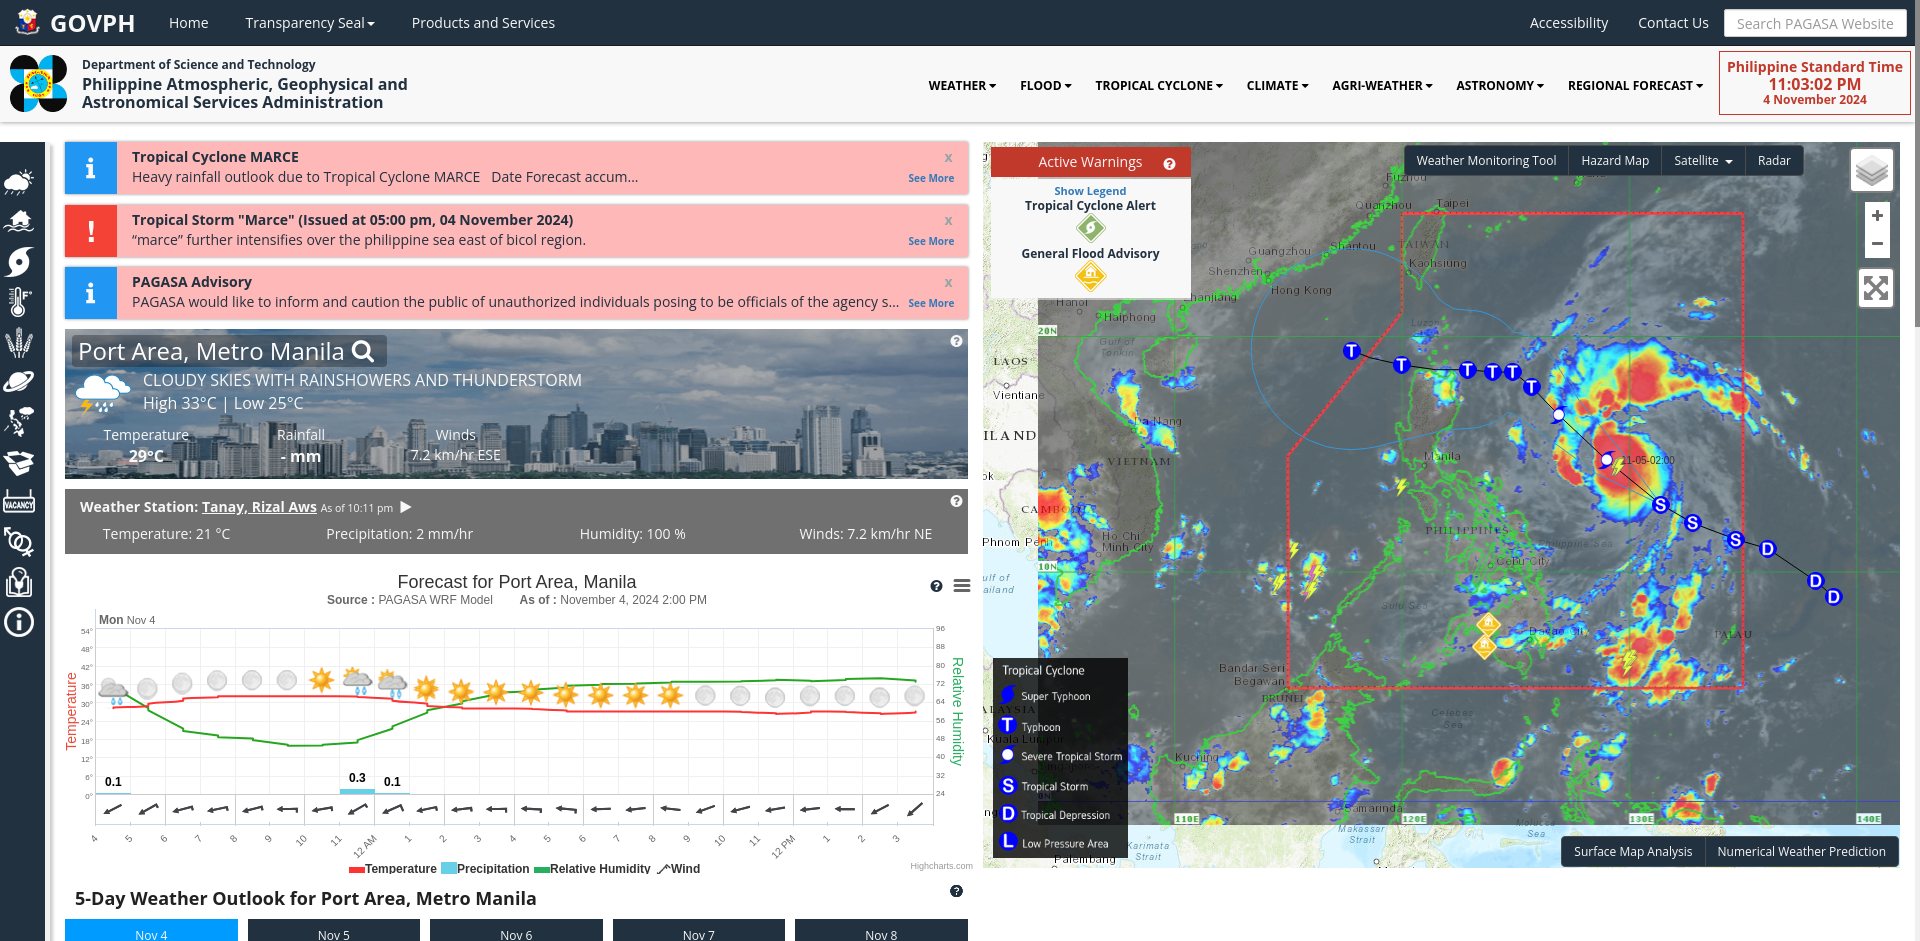 GOVPH
Home
Transparency Seal
Products and Services
Accessibility
Contact Us
Search PAGASA Website
Department of Science and Technology
Philippine Atmospheric, Geophysical and
Astronomical Services Administration
WEATHER
FLOOD
TROPICAL CYCLONE
CLIMATE
AGRI-WEATHER
ASTRONOMY
REGIONAL FORECAST
Philippine Standard Time
11:03:02 PM
4 November 2024
Tropical Cyclone MARCE
x
Heavy rainfall outlook due to Tropical Cyclone MARCE Date Forecast accum...
See More
Tropical Storm "Marce" (Issued at 05:00 pm, 04 November 2024)
x
“marce” further intensifies over the philippine sea east of bicol region.
See More
PAGASA Advisory
x
PAGASA would like to inform and caution the public of unauthorized individuals posing to be officials of the agency s...
See More
Port Area, Metro Manila
CLOUDY SKIES WITH RAINSHOWERS AND THUNDERSTORM
High 33°C | Low 25°C
Temperature
Rainfall
Winds
29°C
- mm
7.2 km/hr ESE
Weather Station: Tanay, Rizal Aws As of 10:11 pm
Temperature: 21 °C
Precipitation: 2 mm/hr
Humidity: 100 %
Winds: 7.2 km/hr NE
Forecast for Port Area, Manila
Source : PAGASA WRF Model As of : November 4, 2024 2:00 PM
Mon Nov 4
54°
48°
42°
36°
30°
24°
18°
12°
6°
0°
Temperature
96
88
80
72
64
56
48
40
32
24
Relative Humidity
0.1
0.3
0.1
4 5 6 7 8 9 10 11 12 AM 1 2 3 4 5 6 7 8 9 10 11 12 PM 1 2 3
Temperature
Precipitation
Relative Humidity
Wind
Highcharts.com
5-Day Weather Outlook for Port Area, Metro Manila
Nov 4
Nov 5
Nov 6
Nov 7
Nov 8
Active Warnings
Show Legend
Tropical Cyclone Alert
General Flood Advisory
Weather Monitoring Tool
Hazard Map
Satellite
Radar
+
−
Fuzhou
Quanzhou
Taipei
Guangzhou
Shantou
TAIWAN
Shenzhen
Kaohsiung
Hong Kong
Zhanjiang
Hanoi
Haiphong
20N
Gulf of
Tonkin
Luzon
LAOS
Vientiane
Da Nang
ILAND
VIETNAM
Manila
11-05-02:00
CAMBO
PHILIPPINES
Phnom Penh
Ho Chi
Minh City
Philippine Sea
Cebu City
10N
ulf of
ailand
Sulu Sea
Davao City
PALAU
Bandar Seri
Begawan
BRUNEI
Celebes
Sea
ALAYSIA
Kuala Lumpur
Kuching
Samarinda
110E
120E
130E
140E
Makassar
Strait
Molucca
Sea
Karimata
Strait
Palembang
T
T
T
T
T
T
S
S
S
D
D
D
Tropical Cyclone
Super Typhoon
T Typhoon
Severe Tropical Storm
S Tropical Storm
D Tropical Depression
L Low Pressure Area
Surface Map Analysis
Numerical Weather Prediction